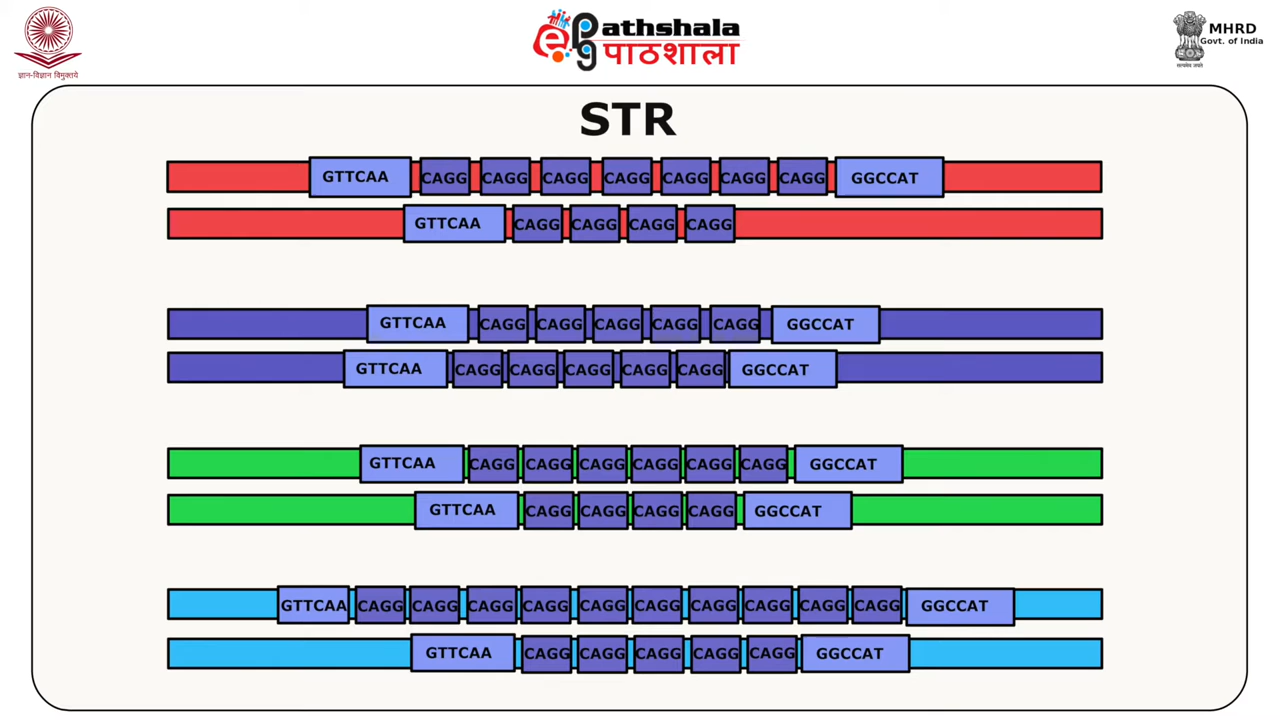 ज्ञान-विज्ञान विमुक्तये
ePathshala
पाठशाला
MHRD
Govt. of India
सत्यमेव जयते
STR
GTTCAA CAGG CAGG CAGG CAGG CAGG CAGG CAGG GGCCAT
GTTCAA CAGG CAGG CAGG CAGG
GTTCAA CAGG CAGG CAGG CAGG CAGG GGCCAT
GTTCAA CAGG CAGG CAGG CAGG CAGG GGCCAT
GTTCAA CAGG CAGG CAGG CAGG CAGG CAGG GGCCAT
GTTCAA CAGG CAGG CAGG CAGG GGCCAT
GTTCAA CAGG CAGG CAGG CAGG CAGG CAGG CAGG CAGG CAGG CAGG GGCCAT
GTTCAA CAGG CAGG CAGG CAGG CAGG GGCCAT